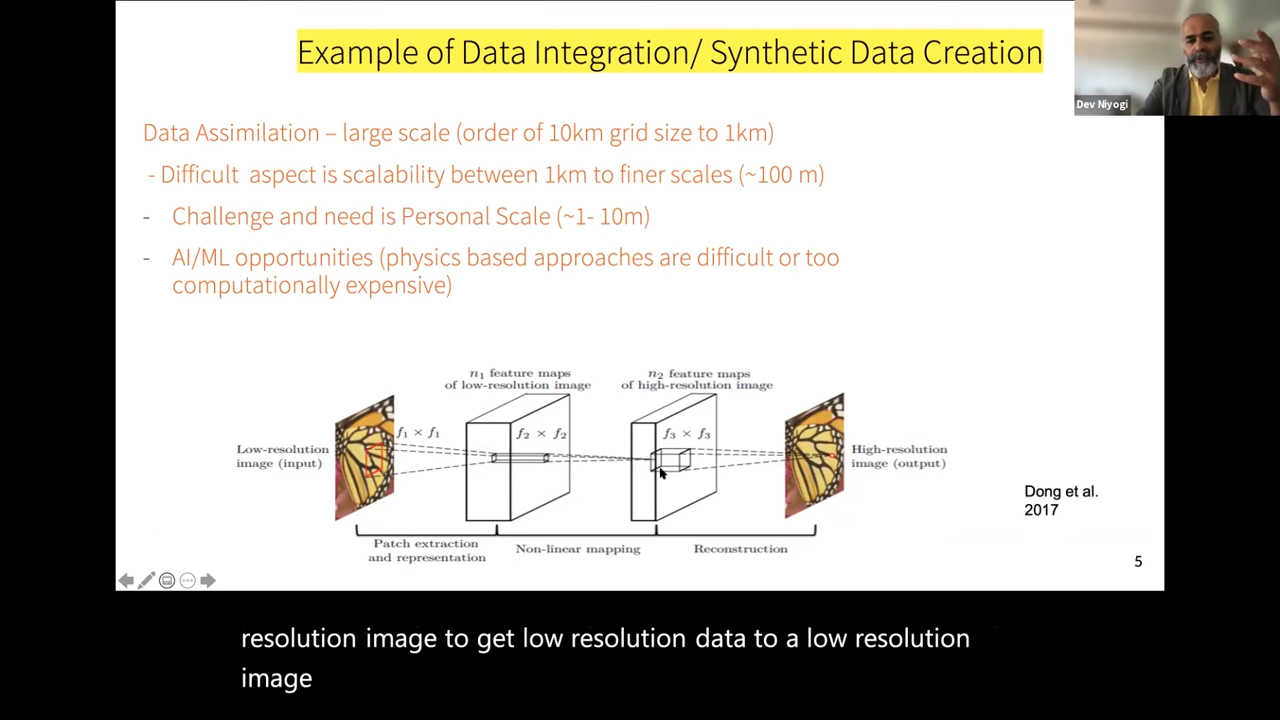 Example of Data Integration/ Synthetic Data Creation
Dev Niyogi
Data Assimilation – large scale (order of 10km grid size to 1km)
- Difficult aspect is scalability between 1km to finer scales (~100 m)
- Challenge and need is Personal Scale (~1- 10m)
- AI/ML opportunities (physics based approaches are difficult or too
computationally expensive)
n₁ feature maps
of low-resolution image
n₂ feature maps
of high-resolution image
f₁ × f₁
f₂ × f₂
f₃ × f₃
Low-resolution
image (input)
High-resolution
image (output)
Dong et al.
2017
Patch extraction
and representation
Non-linear mapping
Reconstruction
5
resolution image to get low resolution data to a low resolution
image